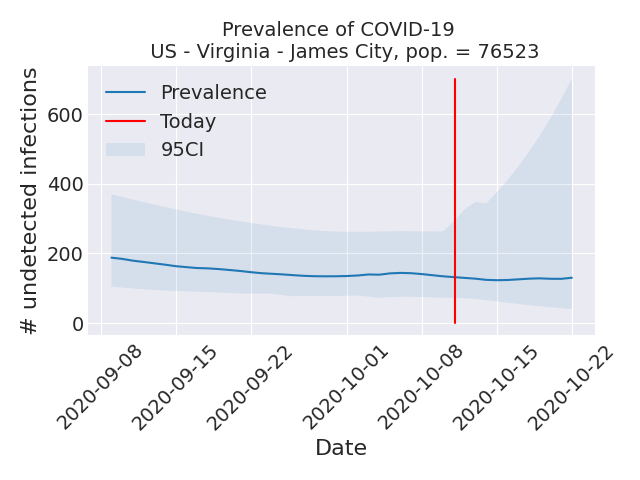 Prevalence of COVID-19
US - Virginia - James City, pop. = 76523
# undetected infections
600
400
200
0
Prevalence
Today
95CI
2020-09-08
2020-09-15
2020-09-22
2020-10-01
2020-10-08
2020-10-15
2020-10-22
Date